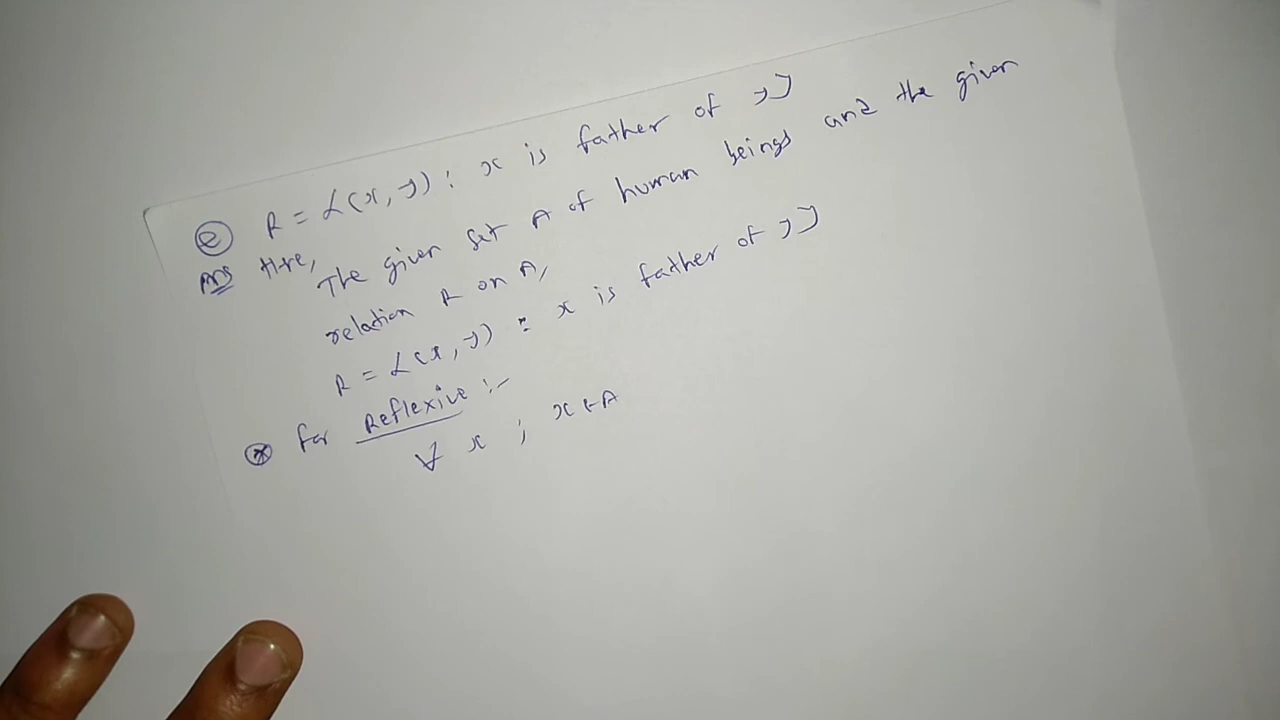 ⓔ R = {(x, y) : x is father of y}
Ans Here,
The given set A of human beings and the given
relation R on A,
R = {(x, y) : x is father of y}
⊛ for Reflexive :-
∀ x ; x ∈ A